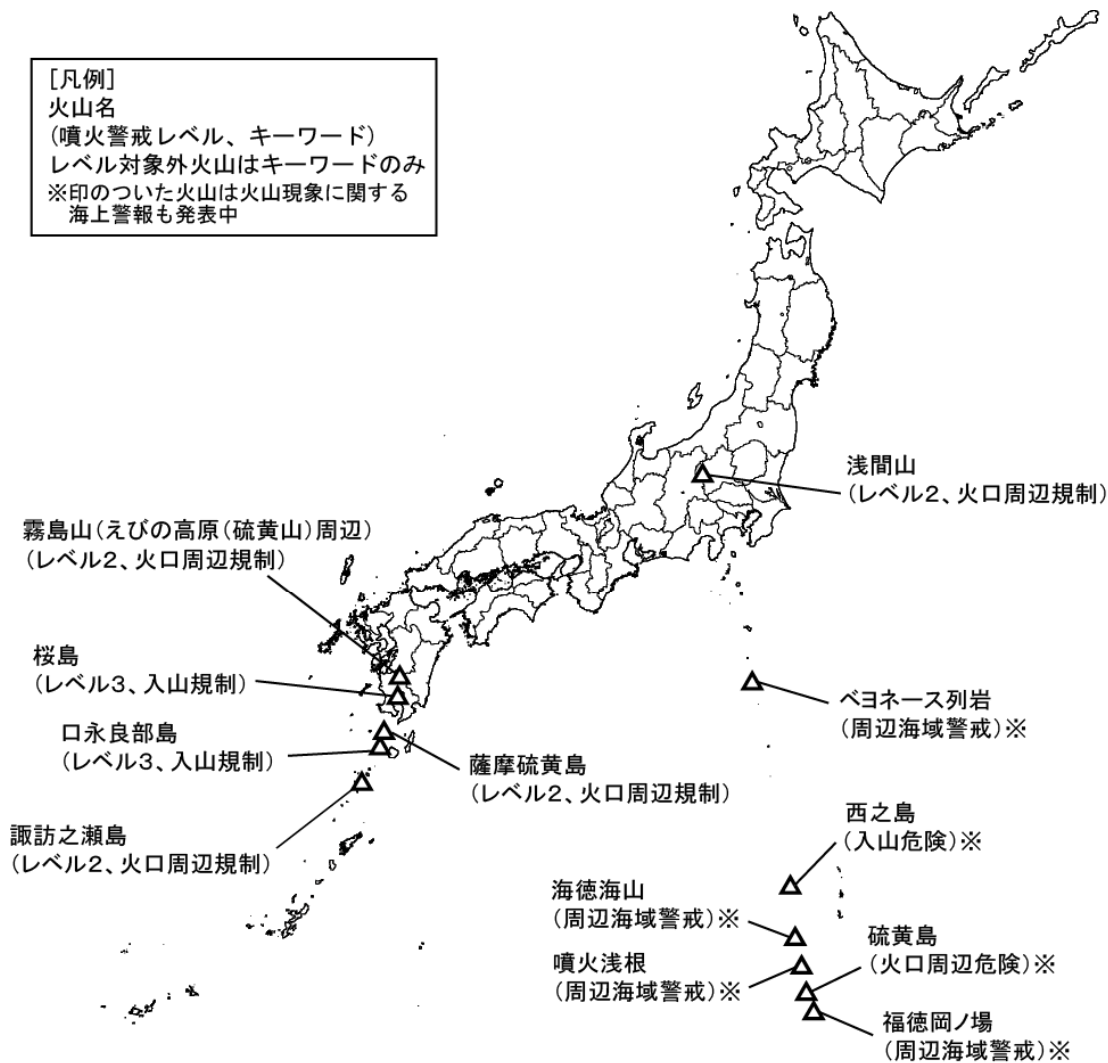 [凡例]
火山名
(噴火警戒レベル、キーワード)
レベル対象外火山はキーワードのみ
※印のついた火山は火山現象に関する
海上警報も発表中
浅間山
(レベル2、火口周辺規制)
霧島山(えびの高原(硫黄山)周辺)
(レベル2、火口周辺規制)
桜島
(レベル3、入山規制)
口永良部島
(レベル3、入山規制)
薩摩硫黄島
(レベル2、火口周辺規制)
諏訪之瀬島
(レベル2、火口周辺規制)
ベヨネース列岩
(周辺海域警戒)※
西之島
(入山危険)※
海徳海山
(周辺海域警戒)※
噴火浅根
(周辺海域警戒)※
硫黄島
(火口周辺危険)※
福徳岡ノ場
(周辺海域警戒)※